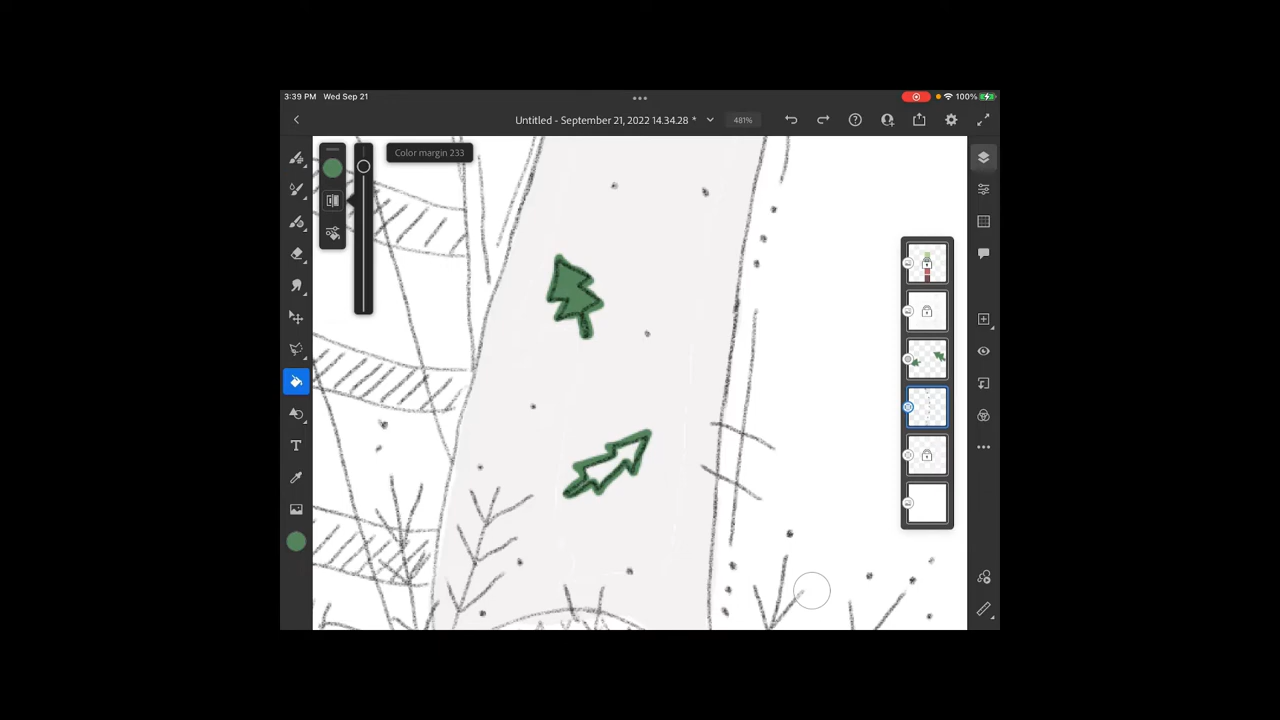 3:39 PM Wed Sep 21
100%
Untitled - September 21, 2022 14.34.28 *
481%
Color margin 233
T